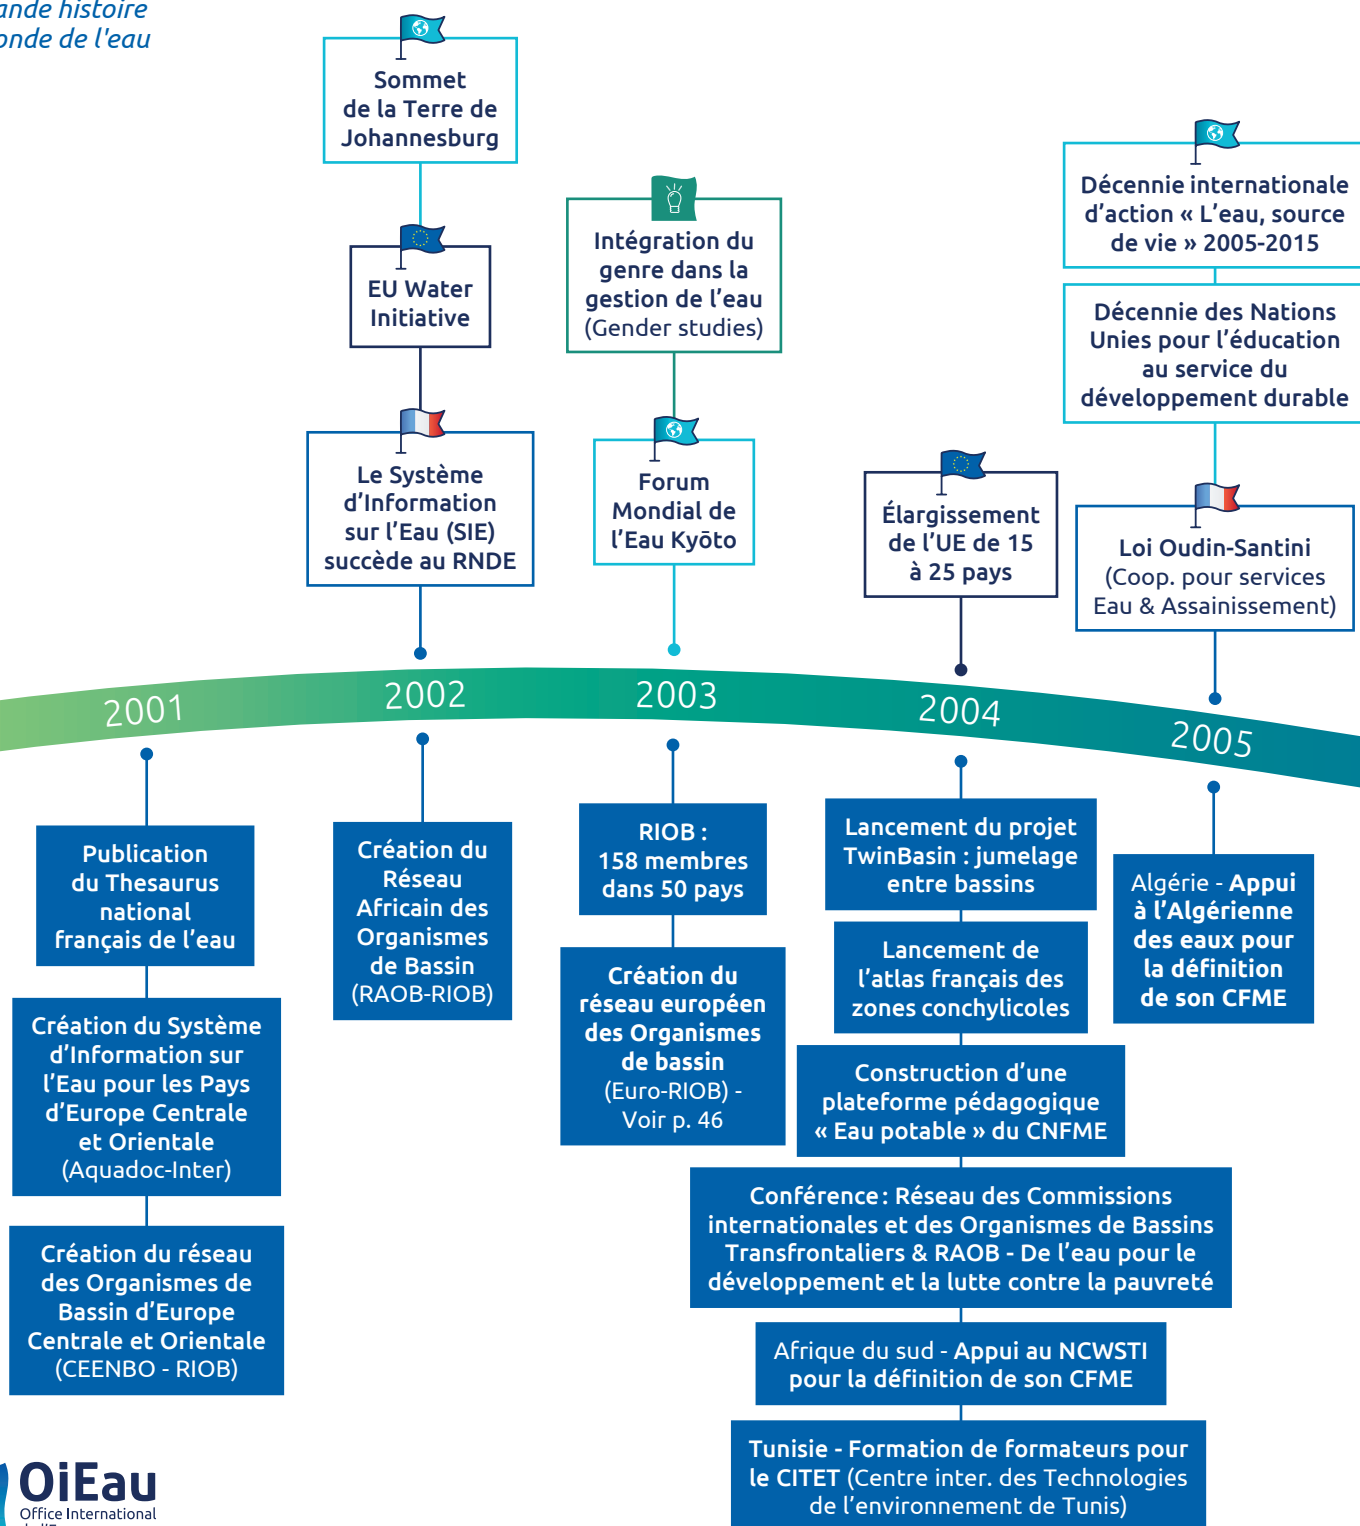 onde de l'eau
Sommet
de la Terre de
Johannesburg
EU Water
Initiative
Le Système
d'Information
sur l'Eau (SIE)
succède au RNDE
Intégration du
genre dans la
gestion de l'eau
(Gender studies)
Forum
Mondial de
l'Eau Kyōto
Élargissement
de l'UE de 15
à 25 pays
Décennie internationale
d'action « L'eau, source
de vie » 2005-2015
Décennie des Nations
Unies pour l'éducation
au service du
développement durable
Loi Oudin-Santini
(Coop. pour services
Eau & Assainissement)
2001
2002
2003
2004
2005
Publication
du Thesaurus
national
français de l'eau
Création du Système
d'Information sur
l'Eau pour les Pays
d'Europe Centrale
et Orientale
(Aquadoc-Inter)
Création du réseau
des Organismes de
Bassin d'Europe
Centrale et Orientale
(CEENBO - RIOB)
Création du
Réseau
Africain des
Organismes
de Bassin
(RAOB-RIOB)
RIOB :
158 membres
dans 50 pays
Création du
réseau européen
des Organismes
de bassin
(Euro-RIOB) -
Voir p. 46
Lancement du projet
TwinBasin : jumelage
entre bassins
Lancement de
l'atlas français des
zones conchylicoles
Construction d'une
plateforme pédagogique
« Eau potable » du CNFME
Conférence : Réseau des Commissions
internationales et des Organismes de Bassins
Transfrontaliers & RAOB - De l'eau pour le
développement et la lutte contre la pauvreté
Afrique du sud - Appui au NCWSTI
pour la définition de son CFME
Tunisie - Formation de formateurs pour
le CITET (Centre inter. des Technologies
de l'environnement de Tunis)
Algérie - Appui
à l'Algérienne
des eaux pour
la définition
de son CFME
OiEau
Office International